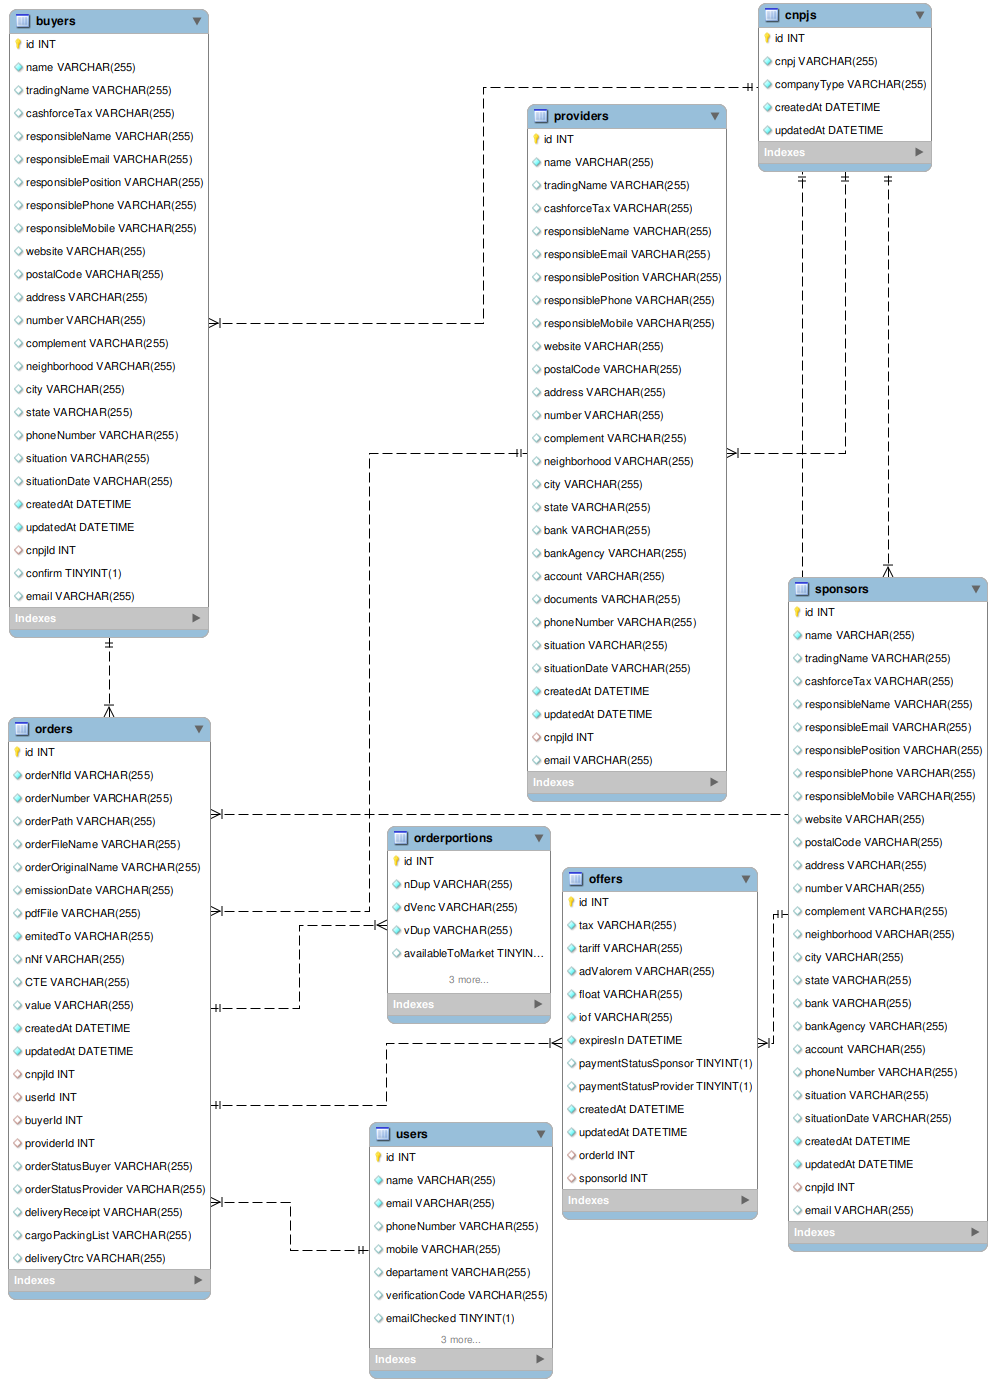 buyers
id INT
name VARCHAR(255)
tradingName VARCHAR(255)
cashforceTax VARCHAR(255)
responsibleName VARCHAR(255)
responsibleEmail VARCHAR(255)
responsiblePosition VARCHAR(255)
responsiblePhone VARCHAR(255)
responsibleMobile VARCHAR(255)
website VARCHAR(255)
postalCode VARCHAR(255)
address VARCHAR(255)
number VARCHAR(255)
complement VARCHAR(255)
neighborhood VARCHAR(255)
city VARCHAR(255)
state VARCHAR(255)
phoneNumber VARCHAR(255)
situation VARCHAR(255)
situationDate VARCHAR(255)
createdAt DATETIME
updatedAt DATETIME
cnpjId INT
confirm TINYINT(1)
email VARCHAR(255)
Indexes
cnpjs
id INT
cnpj VARCHAR(255)
companyType VARCHAR(255)
createdAt DATETIME
updatedAt DATETIME
Indexes
providers
id INT
name VARCHAR(255)
tradingName VARCHAR(255)
cashforceTax VARCHAR(255)
responsibleName VARCHAR(255)
responsibleEmail VARCHAR(255)
responsiblePosition VARCHAR(255)
responsiblePhone VARCHAR(255)
responsibleMobile VARCHAR(255)
website VARCHAR(255)
postalCode VARCHAR(255)
address VARCHAR(255)
number VARCHAR(255)
complement VARCHAR(255)
neighborhood VARCHAR(255)
city VARCHAR(255)
state VARCHAR(255)
bank VARCHAR(255)
bankAgency VARCHAR(255)
account VARCHAR(255)
documents VARCHAR(255)
phoneNumber VARCHAR(255)
situation VARCHAR(255)
situationDate VARCHAR(255)
createdAt DATETIME
updatedAt DATETIME
cnpjId INT
email VARCHAR(255)
Indexes
sponsors
id INT
name VARCHAR(255)
tradingName VARCHAR(255)
cashforceTax VARCHAR(255)
responsibleName VARCHAR(255)
responsibleEmail VARCHAR(255)
responsiblePosition VARCHAR(255)
responsiblePhone VARCHAR(255)
responsibleMobile VARCHAR(255)
website VARCHAR(255)
postalCode VARCHAR(255)
address VARCHAR(255)
number VARCHAR(255)
complement VARCHAR(255)
neighborhood VARCHAR(255)
city VARCHAR(255)
state VARCHAR(255)
bank VARCHAR(255)
bankAgency VARCHAR(255)
account VARCHAR(255)
phoneNumber VARCHAR(255)
situation VARCHAR(255)
situationDate VARCHAR(255)
createdAt DATETIME
updatedAt DATETIME
cnpjId INT
email VARCHAR(255)
Indexes
orders
id INT
orderNfId VARCHAR(255)
orderNumber VARCHAR(255)
orderPath VARCHAR(255)
orderFileName VARCHAR(255)
orderOriginalName VARCHAR(255)
emissionDate VARCHAR(255)
pdfFile VARCHAR(255)
emitedTo VARCHAR(255)
nNf VARCHAR(255)
CTE VARCHAR(255)
value VARCHAR(255)
createdAt DATETIME
updatedAt DATETIME
cnpjId INT
userId INT
buyerId INT
providerId INT
orderStatusBuyer VARCHAR(255)
orderStatusProvider VARCHAR(255)
deliveryReceipt VARCHAR(255)
cargoPackingList VARCHAR(255)
deliveryCtrc VARCHAR(255)
Indexes
orderportions
id INT
nDup VARCHAR(255)
dVenc VARCHAR(255)
vDup VARCHAR(255)
availableToMarket TINYIN...
3 more...
Indexes
offers
id INT
tax VARCHAR(255)
tariff VARCHAR(255)
adValorem VARCHAR(255)
float VARCHAR(255)
iof VARCHAR(255)
expiresIn DATETIME
paymentStatusSponsor TINYINT(1)
paymentStatusProvider TINYINT(1)
createdAt DATETIME
updatedAt DATETIME
orderId INT
sponsorId INT
Indexes
users
id INT
name VARCHAR(255)
email VARCHAR(255)
phoneNumber VARCHAR(255)
mobile VARCHAR(255)
departament VARCHAR(255)
verificationCode VARCHAR(255)
emailChecked TINYINT(1)
3 more...
Indexes